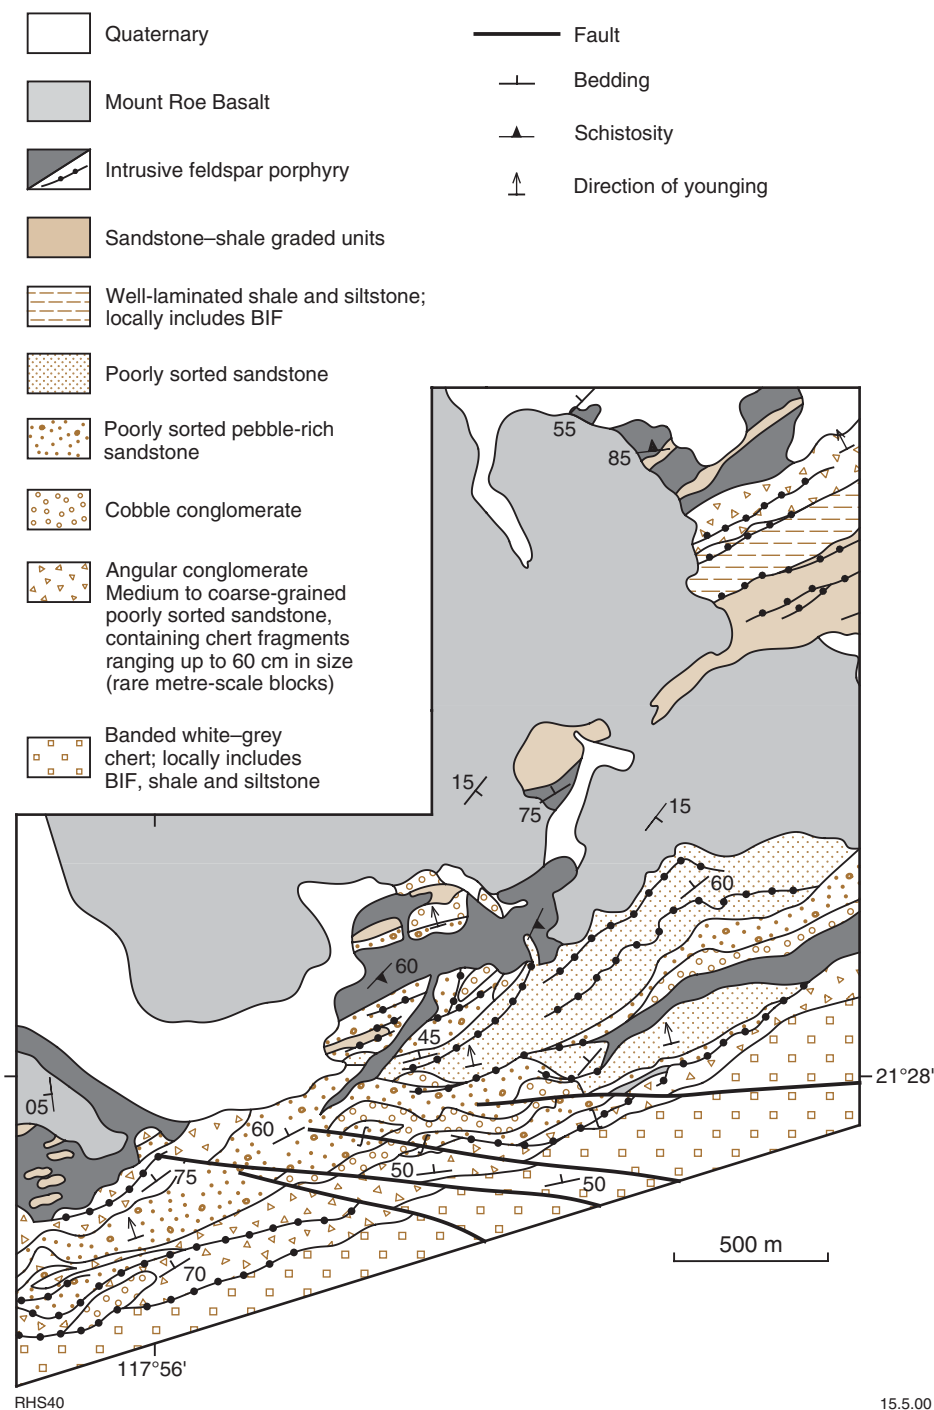 Quaternary
Mount Roe Basalt
Intrusive feldspar porphyry
Sandstone–shale graded units
Well-laminated shale and siltstone;
locally includes BIF
Poorly sorted sandstone
Poorly sorted pebble-rich
sandstone
Cobble conglomerate
Angular conglomerate
Medium to coarse-grained
poorly sorted sandstone,
containing chert fragments
ranging up to 60 cm in size
(rare metre-scale blocks)
Banded white–grey
chert; locally includes
BIF, shale and siltstone
Fault
Bedding
Schistosity
Direction of younging
55
85
15
75
15
60
60
45
21°28'
05
60
75
50
50
70
500 m
117°56'
RHS40
15.5.00